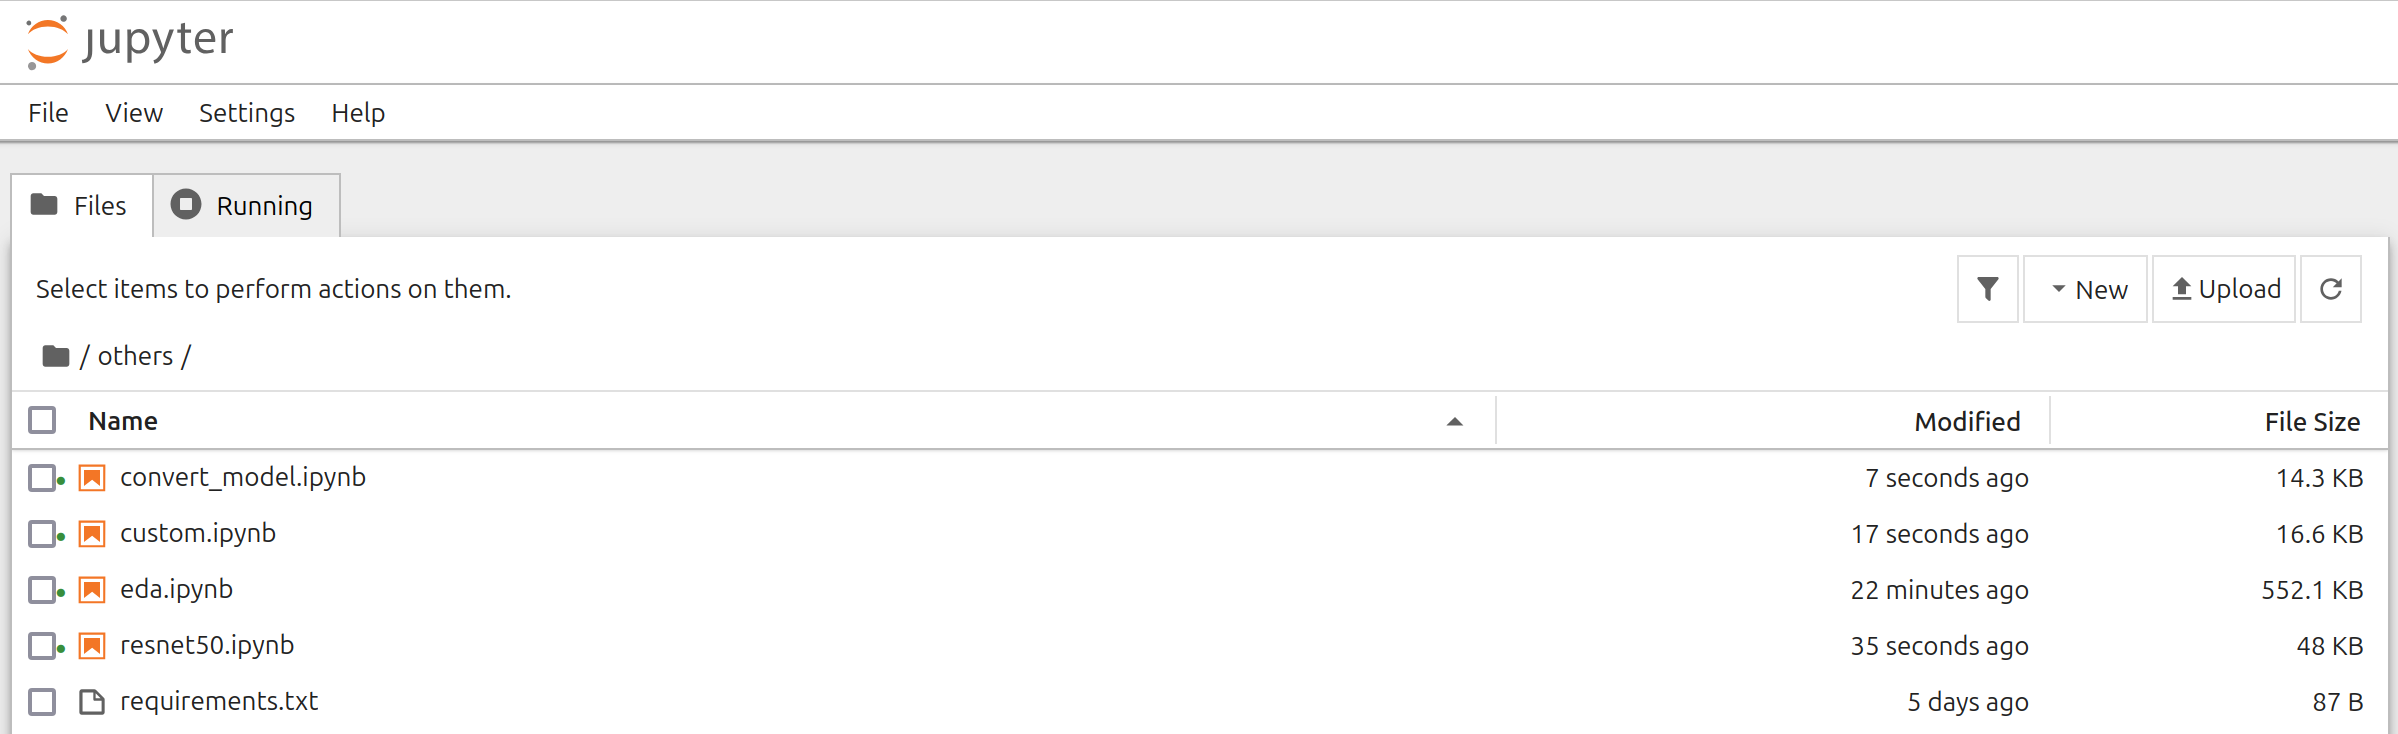 jupyter
File View Settings Help
Files Running
Select items to perform actions on them.
New Upload
/ others /
Name Modified File Size
convert_model.ipynb 7 seconds ago 14.3 KB
custom.ipynb 17 seconds ago 16.6 KB
eda.ipynb 22 minutes ago 552.1 KB
resnet50.ipynb 35 seconds ago 48 KB
requirements.txt 5 days ago 87 B